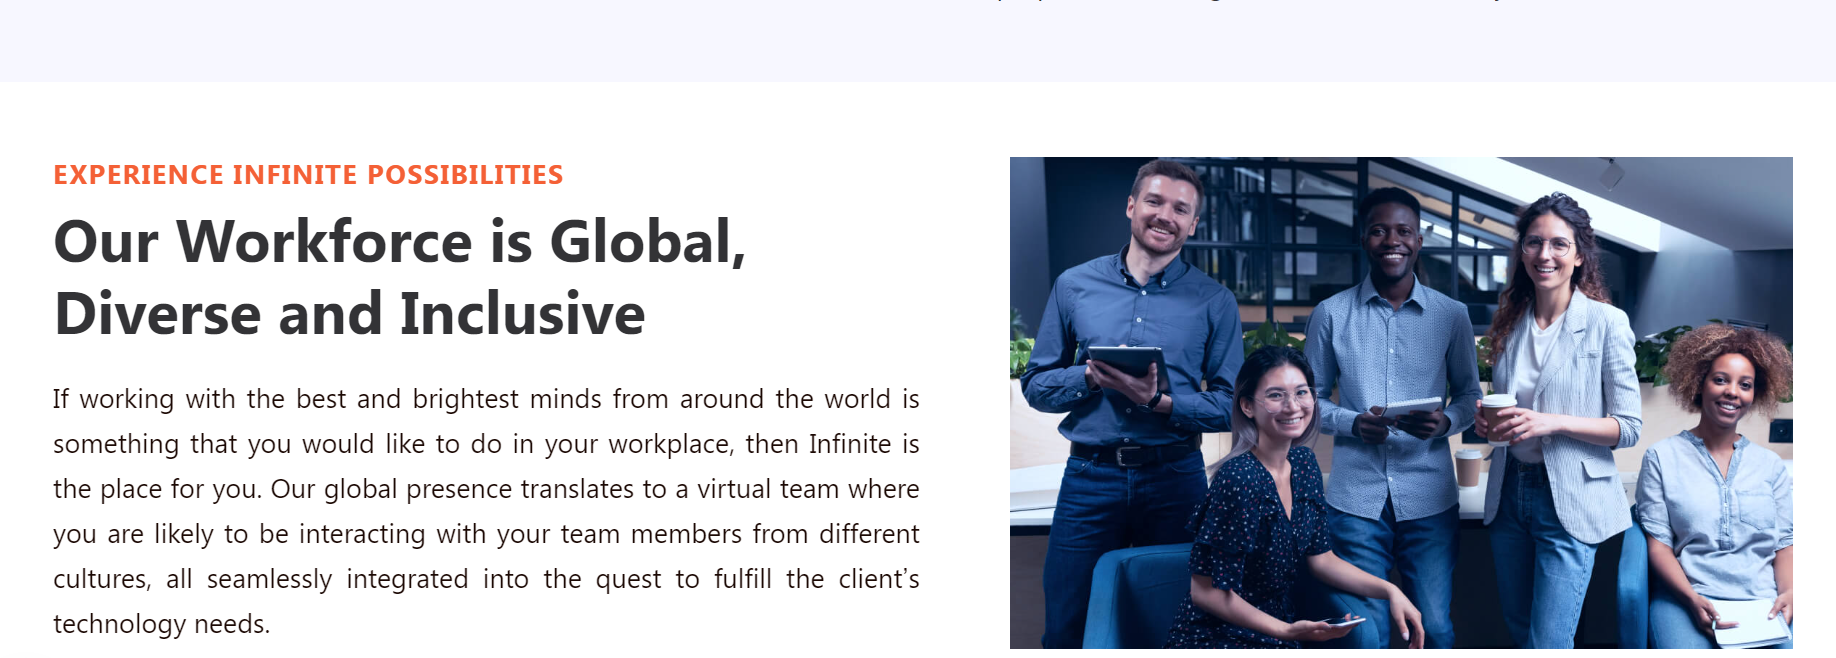 EXPERIENCE INFINITE POSSIBILITIES
Our Workforce is Global,
Diverse and Inclusive
If working with the best and brightest minds from around the world is
something that you would like to do in your workplace, then Infinite is
the place for you. Our global presence translates to a virtual team where
you are likely to be interacting with your team members from different
cultures, all seamlessly integrated into the quest to fulfill the client’s
technology needs.